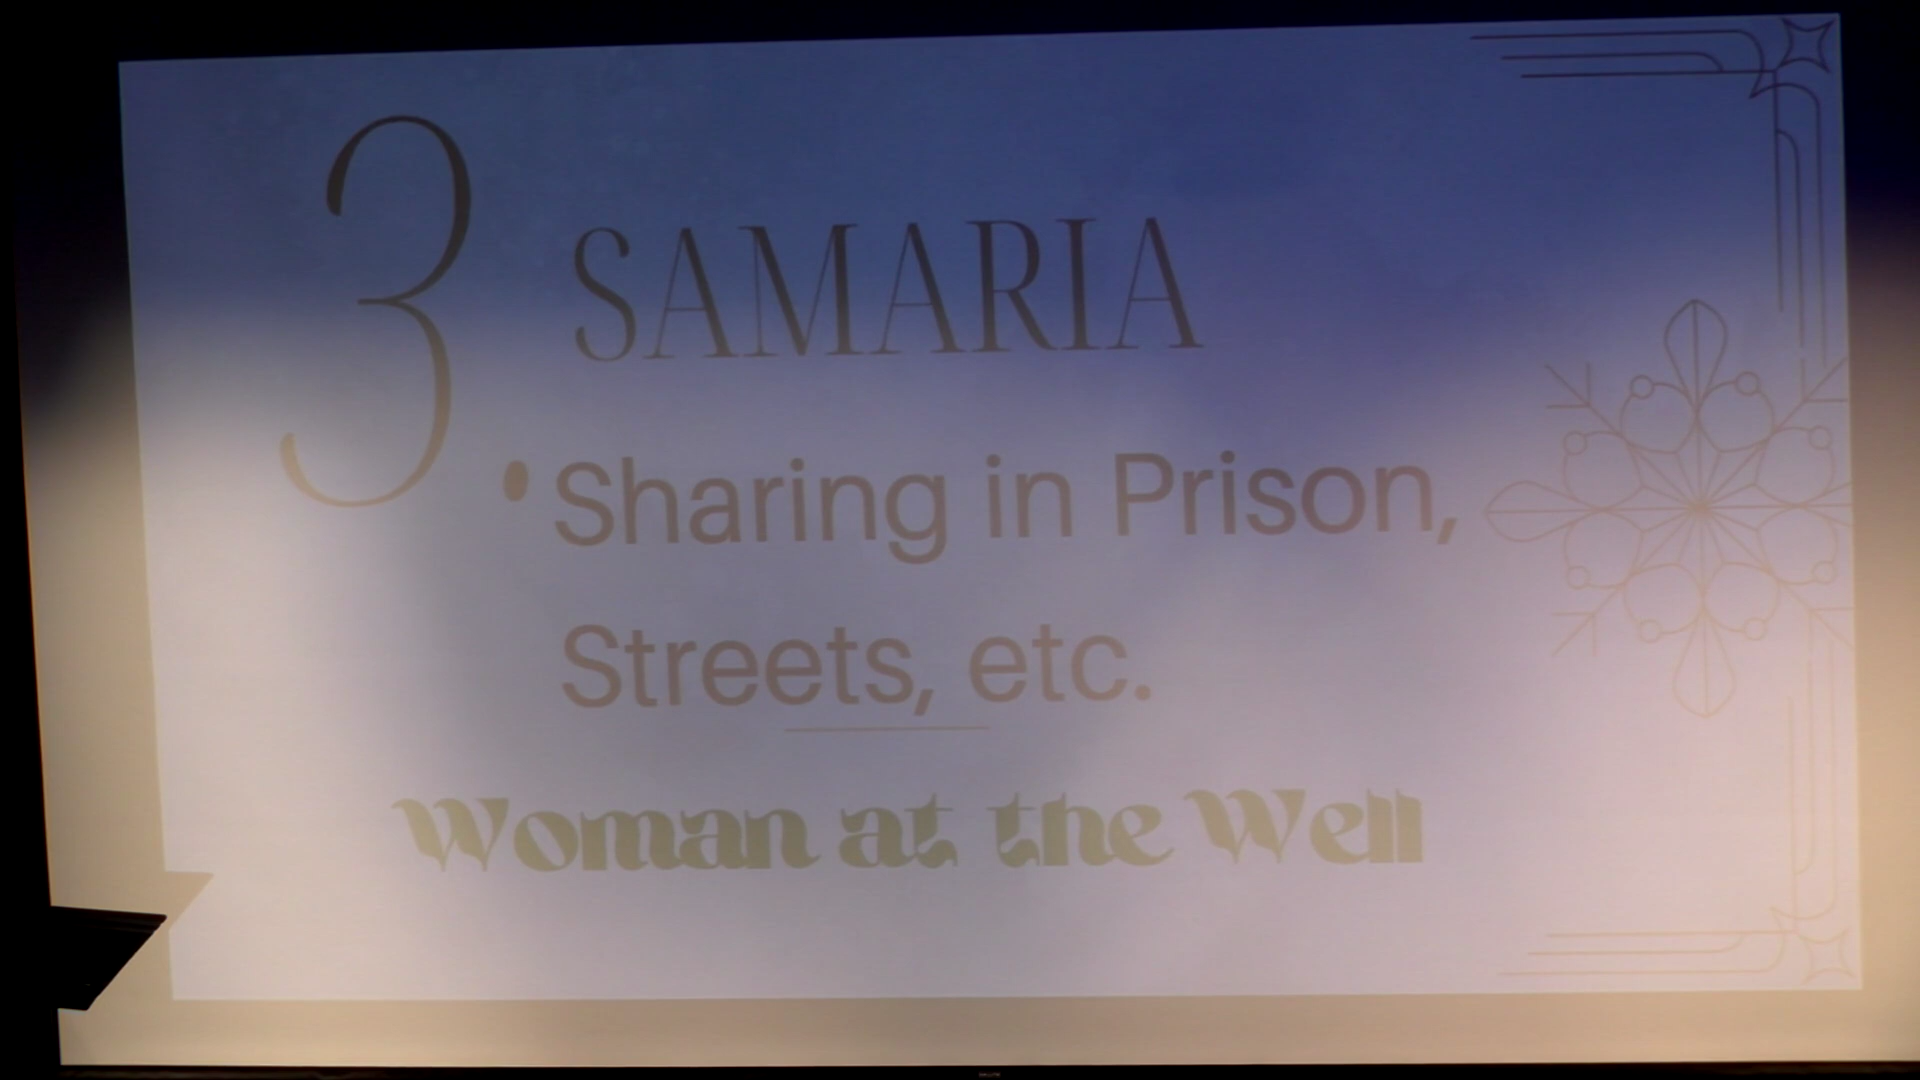 3 SAMARIA
• Sharing in Prison,
Streets, etc.
Woman at the Well